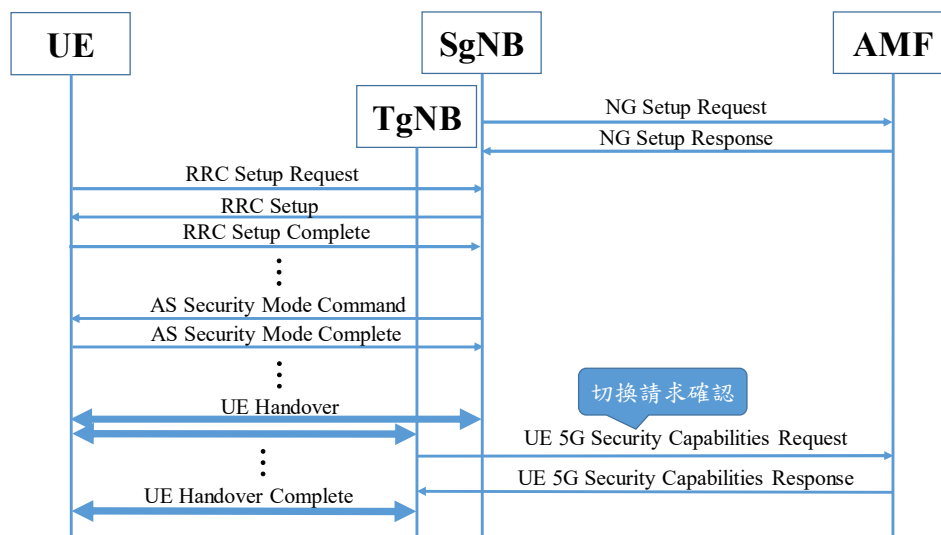 UE
SgNB
AMF
TgNB
NG Setup Request
NG Setup Response
RRC Setup Request
RRC Setup
RRC Setup Complete
AS Security Mode Command
AS Security Mode Complete
切換請求確認
UE Handover
UE 5G Security Capabilities Request
UE 5G Security Capabilities Response
UE Handover Complete